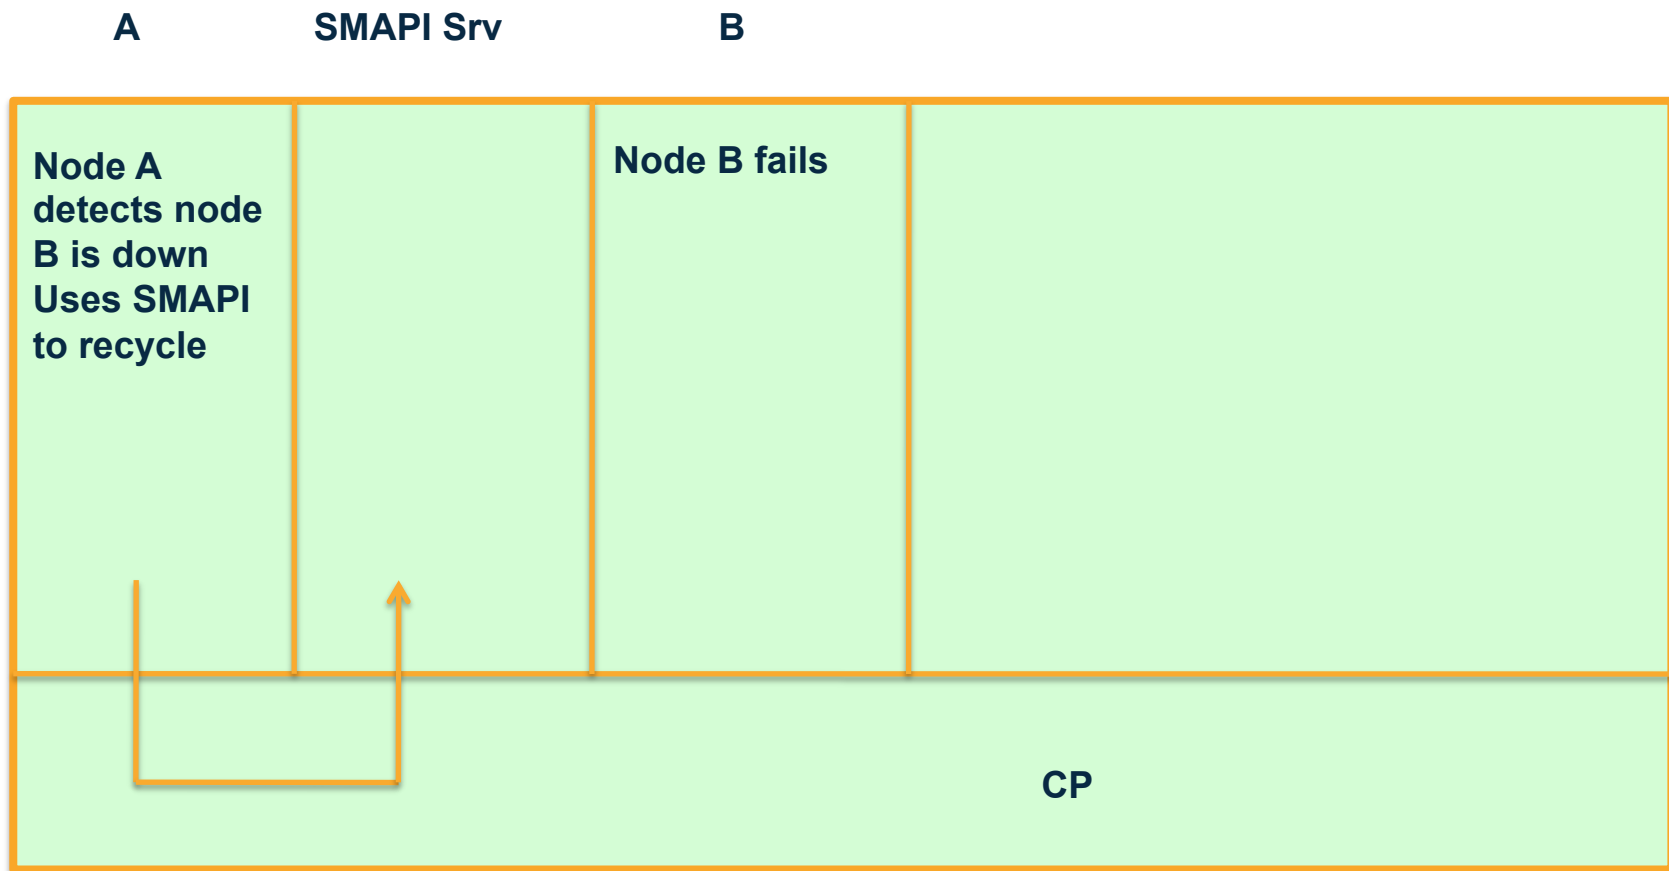 A
SMAPI Srv
B
Node A
detects node
B is down
Uses SMAPI
to recycle
Node B fails
CP